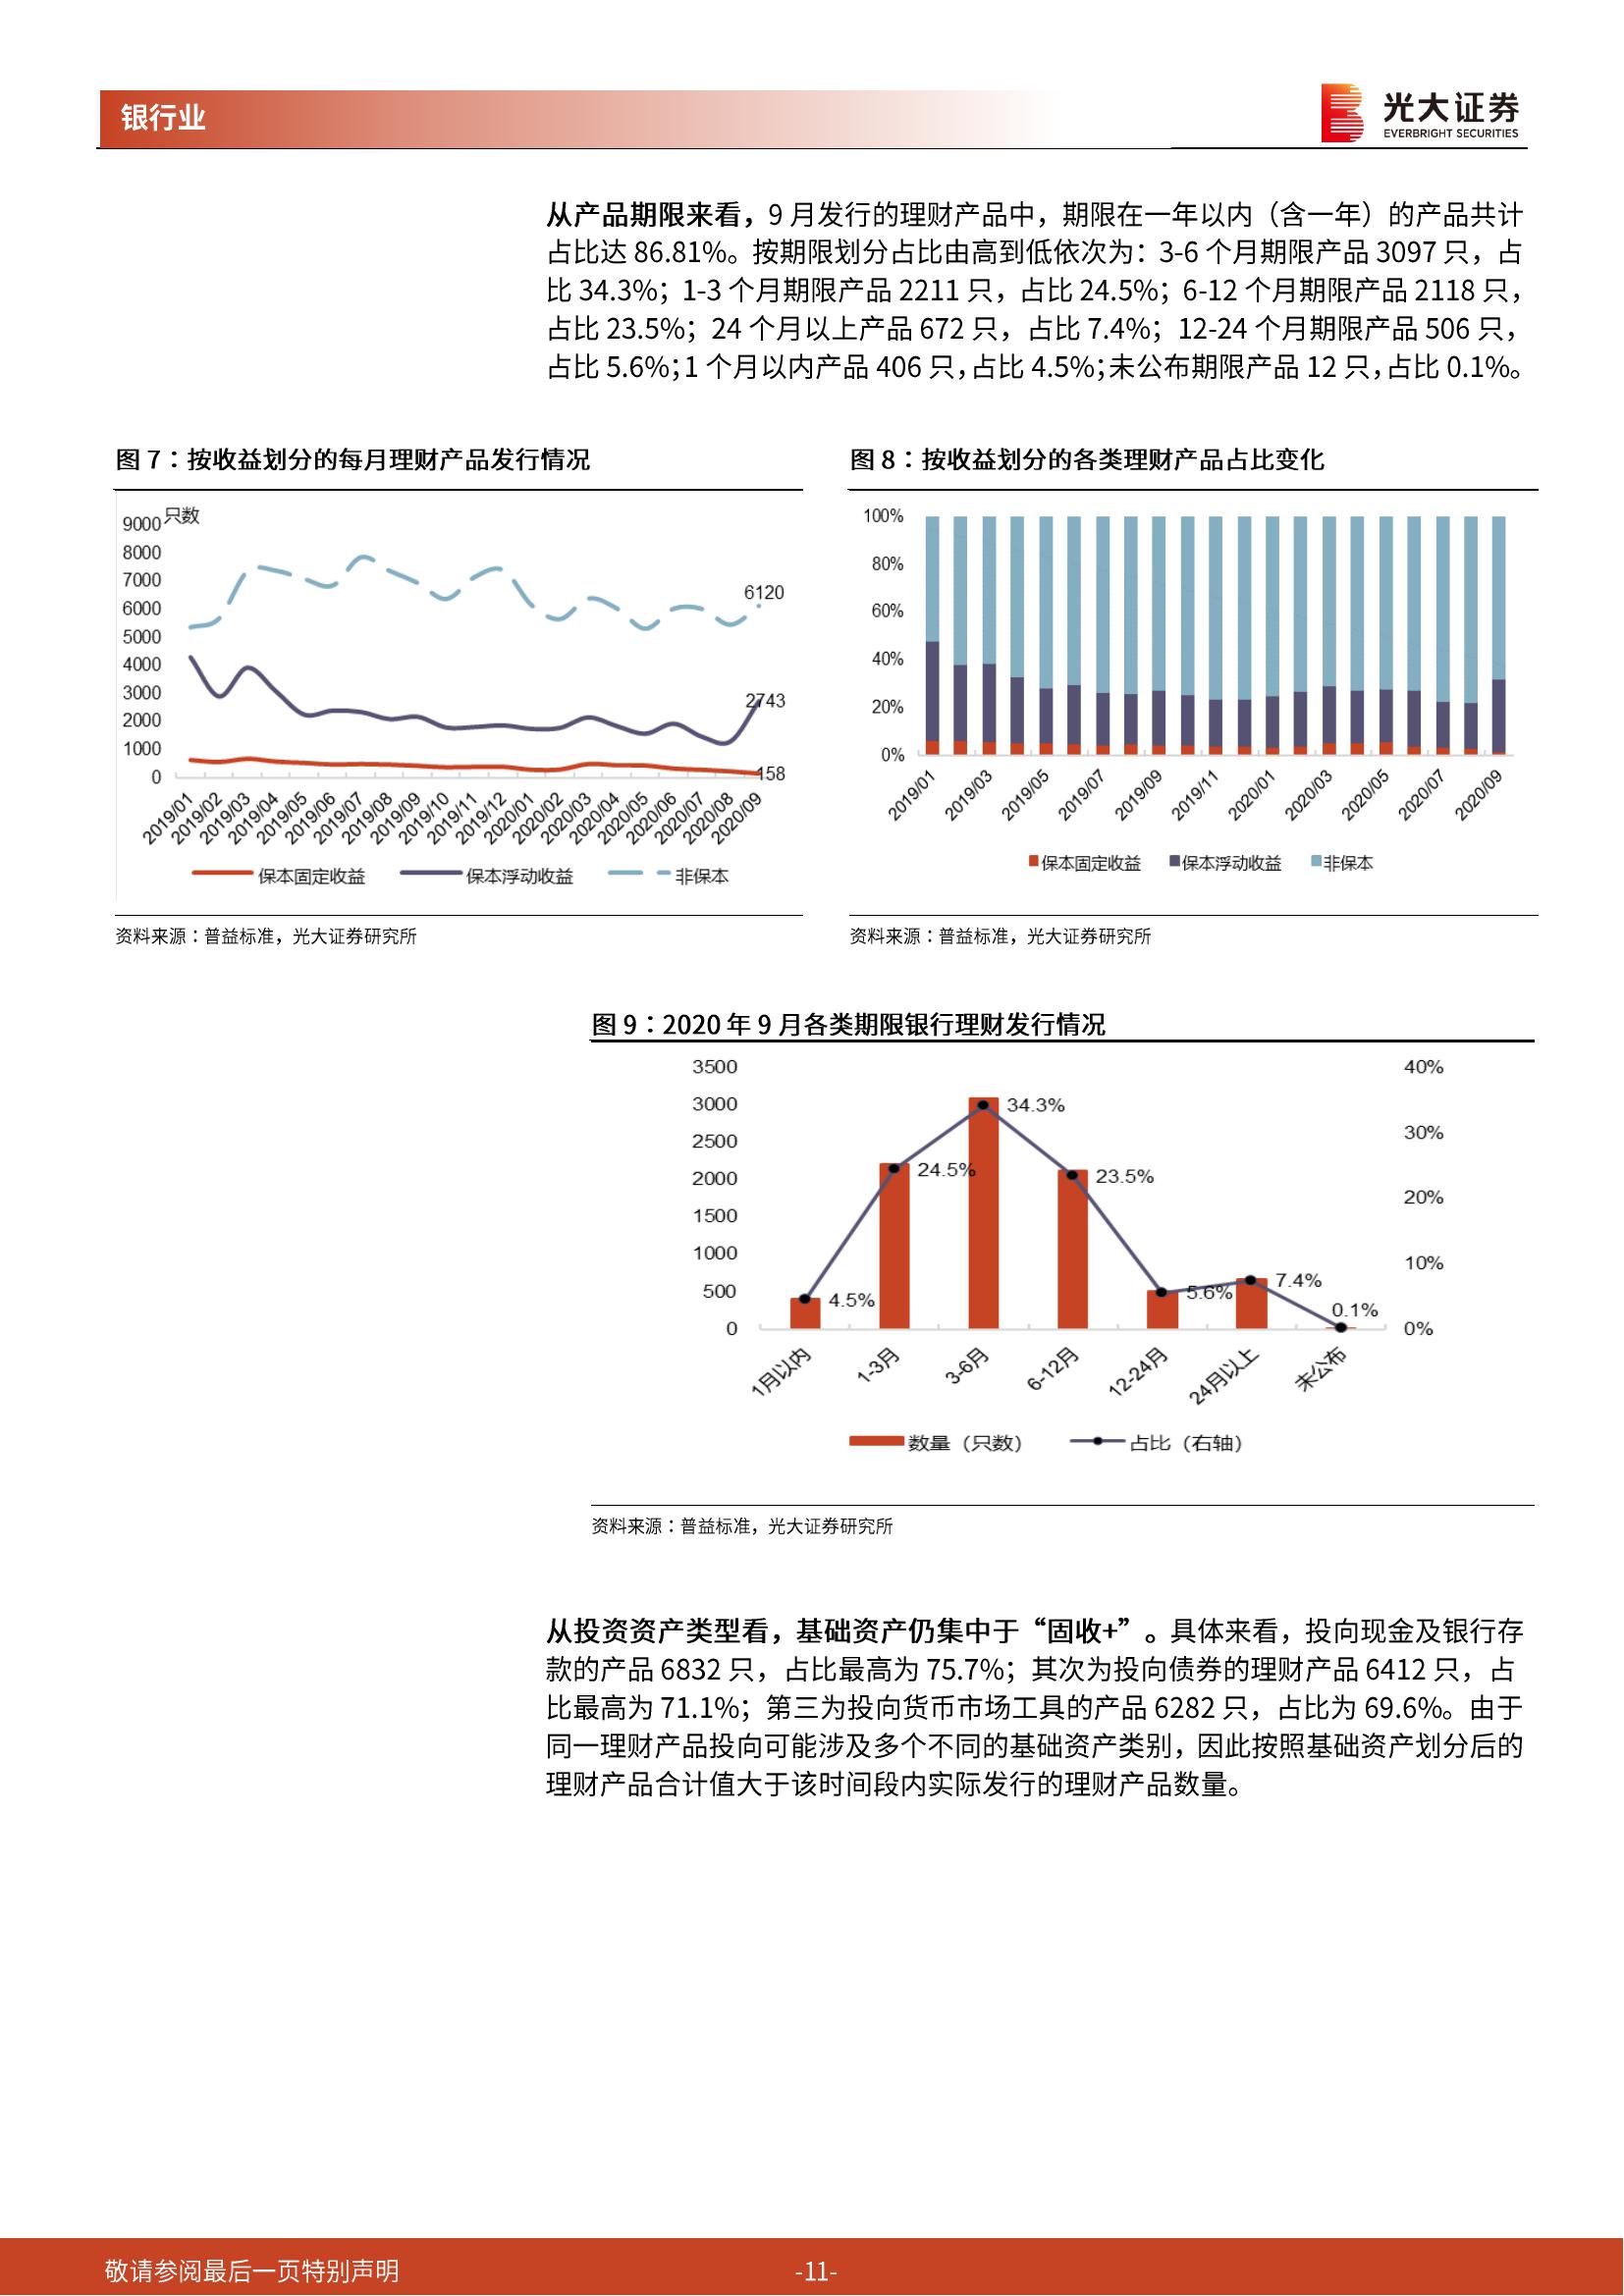 银行业
光大证券
EVERBRIGHT SECURITIES
从产品期限来看，9 月发行的理财产品中，期限在一年以内（含一年）的产品共计
占比达 86.81%。按期限划分占比由高到低依次为：3-6 个月期限产品 3097 只，占
比 34.3%；1-3 个月期限产品 2211 只，占比 24.5%；6-12 个月期限产品 2118 只，
占比 23.5%；24 个月以上产品 672 只，占比 7.4%；12-24 个月期限产品 506 只，
占比 5.6%；1 个月以内产品 406 只，占比 4.5%；未公布期限产品 12 只，占比 0.1%。
图 7：按收益划分的每月理财产品发行情况
只数
9000
8000
7000
6000
5000
4000
3000
2000
1000
0
6120
2743
158
2019/01
2019/02
2019/03
2019/04
2019/05
2019/06
2019/07
2019/08
2019/09
2019/10
2019/11
2019/12
2020/01
2020/02
2020/03
2020/04
2020/05
2020/06
2020/07
2020/08
2020/09
保本固定收益 保本浮动收益 非保本
资料来源：普益标准，光大证券研究所
图 8：按收益划分的各类理财产品占比变化
100%
80%
60%
40%
20%
0%
2019/01
2019/03
2019/05
2019/07
2019/09
2019/11
2020/01
2020/03
2020/05
2020/07
2020/09
保本固定收益 保本浮动收益 非保本
资料来源：普益标准，光大证券研究所
图 9：2020 年 9 月各类期限银行理财发行情况
3500
3000
2500
2000
1500
1000
500
0
40%
30%
20%
10%
0%
4.5%
24.5%
34.3%
23.5%
5.6%
7.4%
0.1%
1月以内
1-3月
3-6月
6-12月
12-24月
24月以上
未公布
数量（只数） 占比（右轴）
资料来源：普益标准，光大证券研究所
从投资资产类型看，基础资产仍集中于“固收+”。具体来看，投向现金及银行存
款的产品 6832 只，占比最高为 75.7%；其次为投向债券的理财产品 6412 只，占
比最高为 71.1%；第三为投向货币市场工具的产品 6282 只，占比为 69.6%。由于
同一理财产品投向可能涉及多个不同的基础资产类别，因此按照基础资产划分后的
理财产品合计值大于该时间段内实际发行的理财产品数量。
敬请参阅最后一页特别声明
-11-